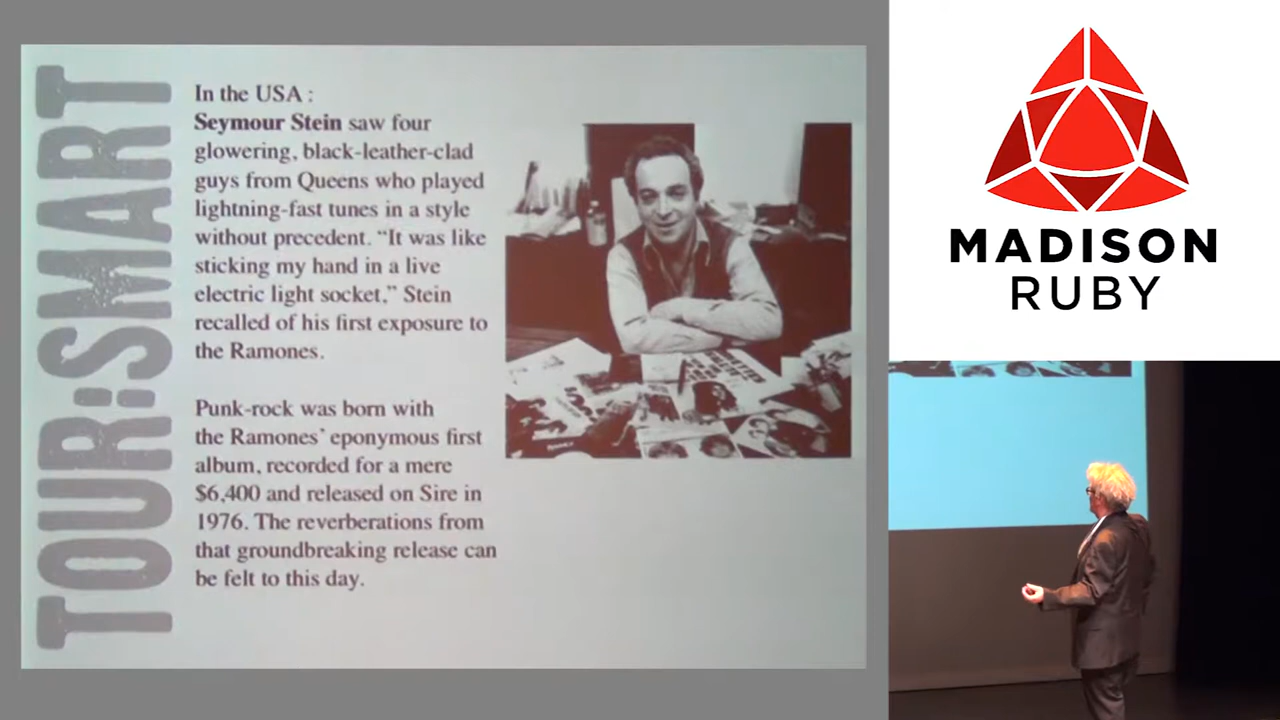 TOUR:SMART
In the USA :
Seymour Stein saw four
glowering, black-leather-clad
guys from Queens who played
lightning-fast tunes in a style
without precedent. “It was like
sticking my hand in a live
electric light socket,” Stein
recalled of his first exposure to
the Ramones.
Punk-rock was born with
the Ramones’ eponymous first
album, recorded for a mere
$6,400 and released on Sire in
1976. The reverberations from
that groundbreaking release can
be felt to this day.
MADISON
RUBY